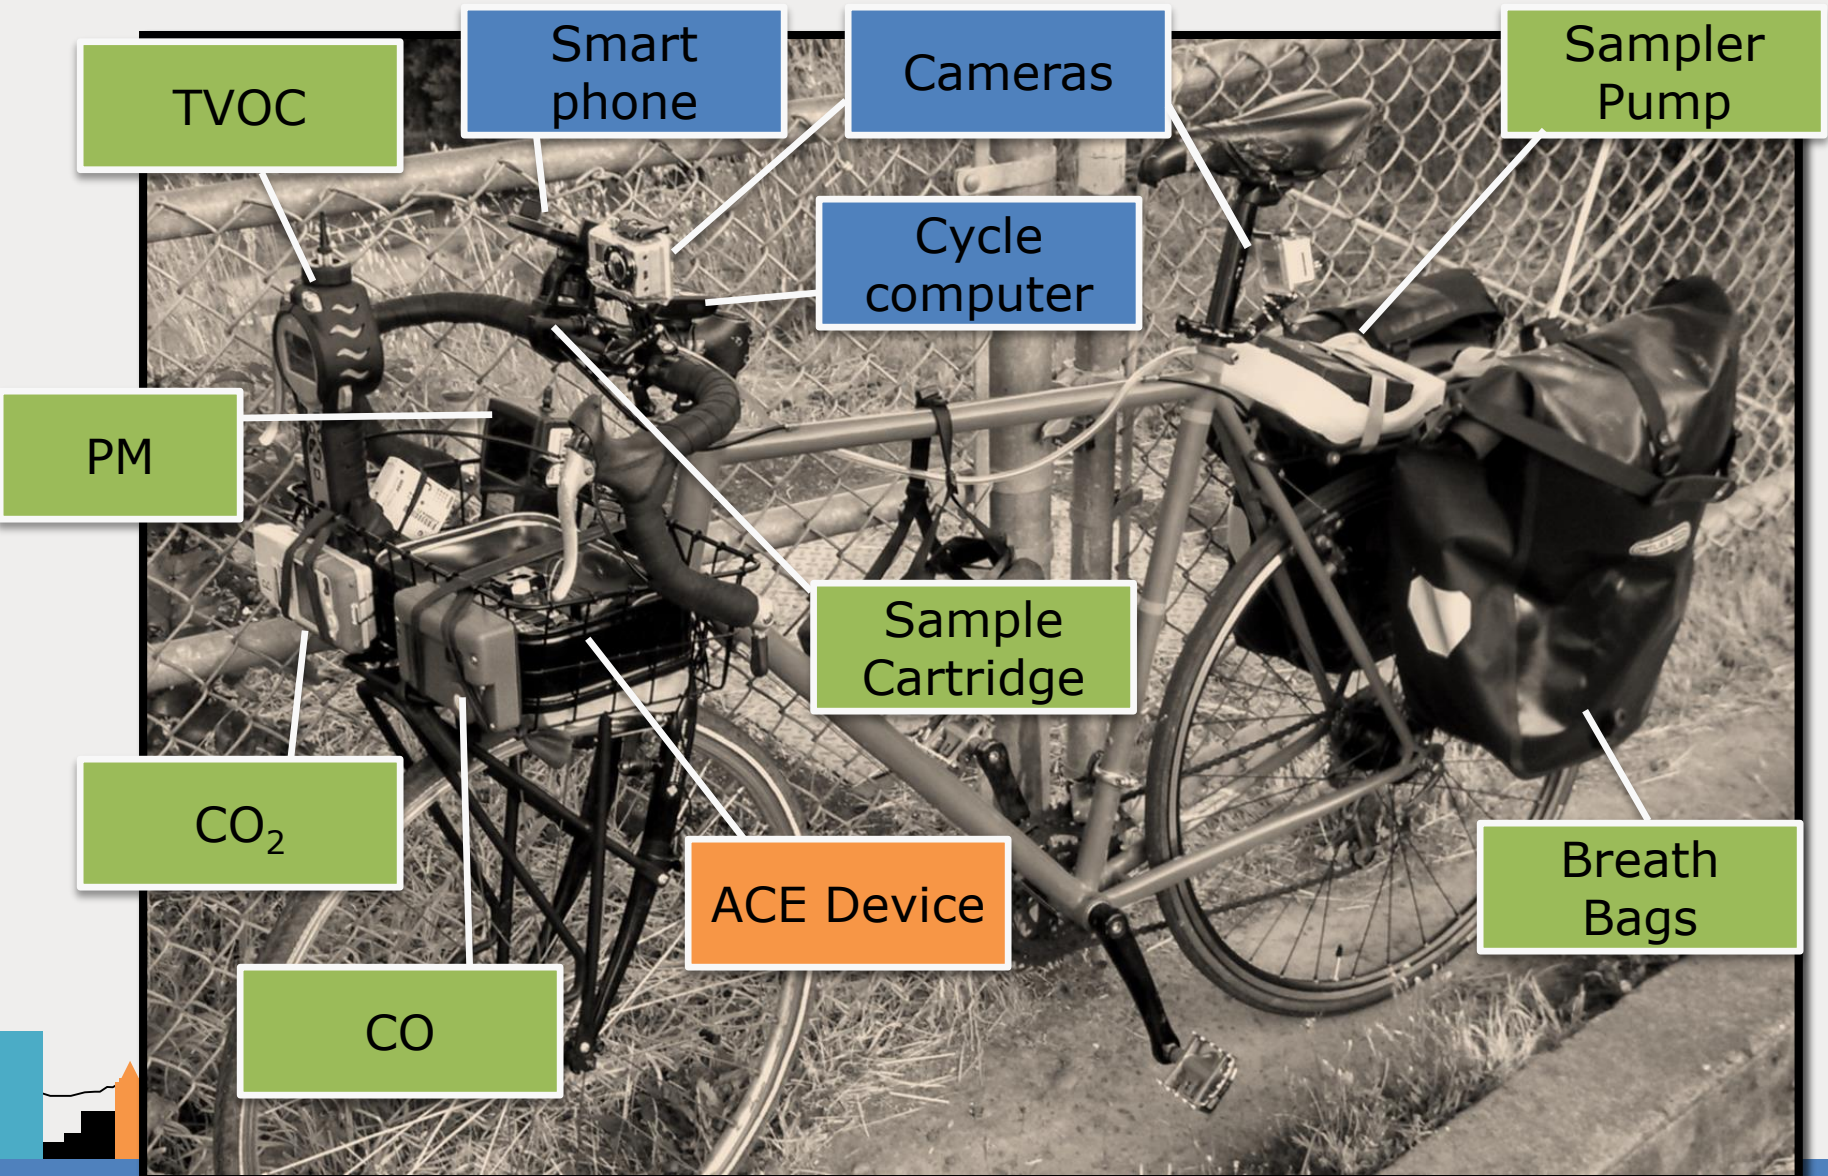 Smart
phone
Cameras
Sampler
Pump
TVOC
Cycle
computer
PM
Sample
Cartridge
CO₂
ACE Device
Breath
Bags
CO